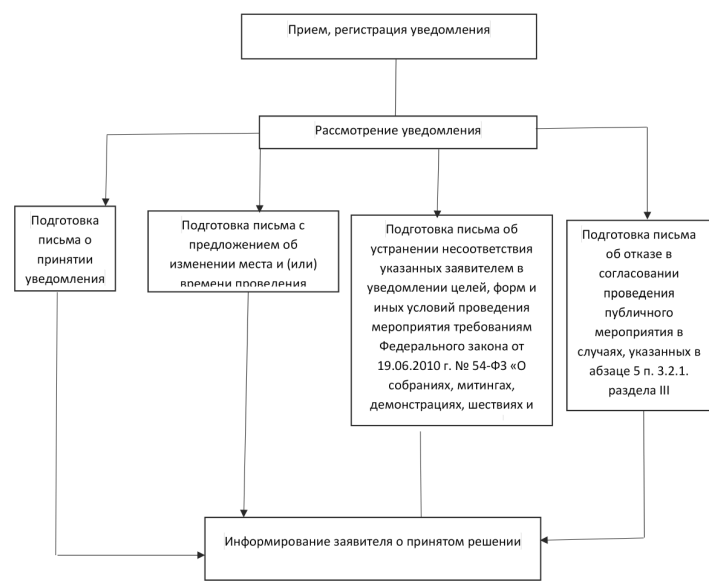 Прием, регистрация уведомления
Рассмотрение уведомления
Подготовка
письма о
принятии
уведомления
Подготовка письма с
предложением об
изменении места и (или)
времени проведения
Подготовка письма об
устранении несоответствия
указанных заявителем в
уведомлении целей, форм и
иных условий проведения
мероприятия требованиям
Федерального закона от
19.06.2010 г. № 54-ФЗ «О
собраниях, митингах,
демонстрациях, шествиях и
Подготовка письма
об отказе в
согласовании
проведения
публичного
мероприятия в
случаях, указанных в
абзаце 5 п. 3.2.1.
раздела III
Информирование заявителя о принятом решении